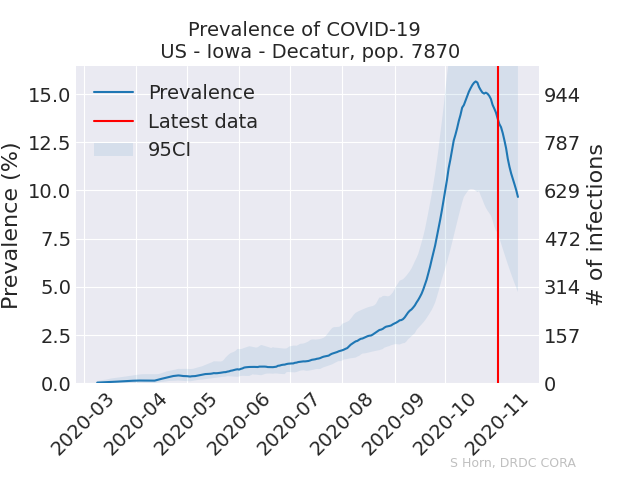 Prevalence of COVID-19
US - Iowa - Decatur, pop. 7870
Prevalence
Latest data
95CI
Prevalence (%)
15.0
12.5
10.0
7.5
5.0
2.5
0.0
944
787
629
472
314
157
0
# of infections
2020-03
2020-04
2020-05
2020-06
2020-07
2020-08
2020-09
2020-10
2020-11
S Horn, DRDC CORA